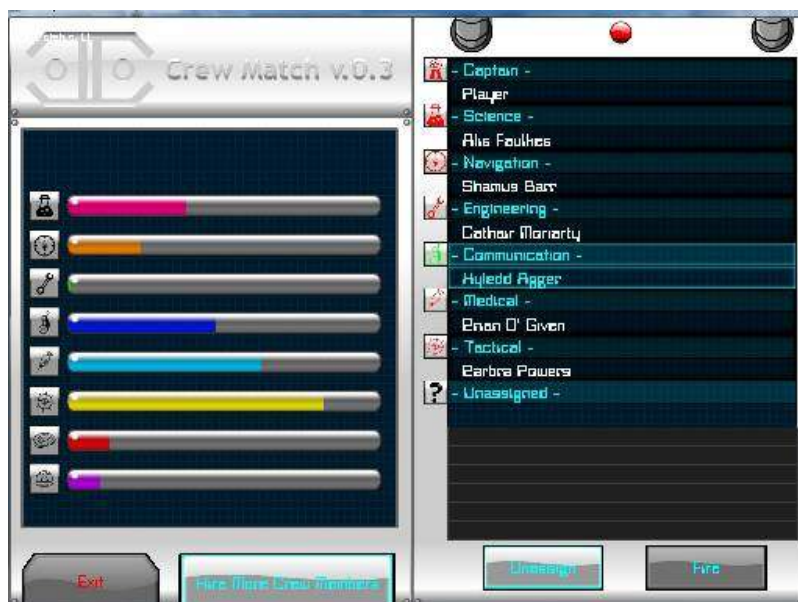 Crew Match v.0.3
- Captain -
Player
- Science -
Alis Faulkes
- Navigation -
Shamus Barr
- Engineering -
Cathair Moriarty
- Communication -
Hyledd Agger
- Medical -
Brian O' Given
- Tactical -
Barbra Powers
- Unassigned -
?
Exit
Hire More Crew Members
Unassign
Fire